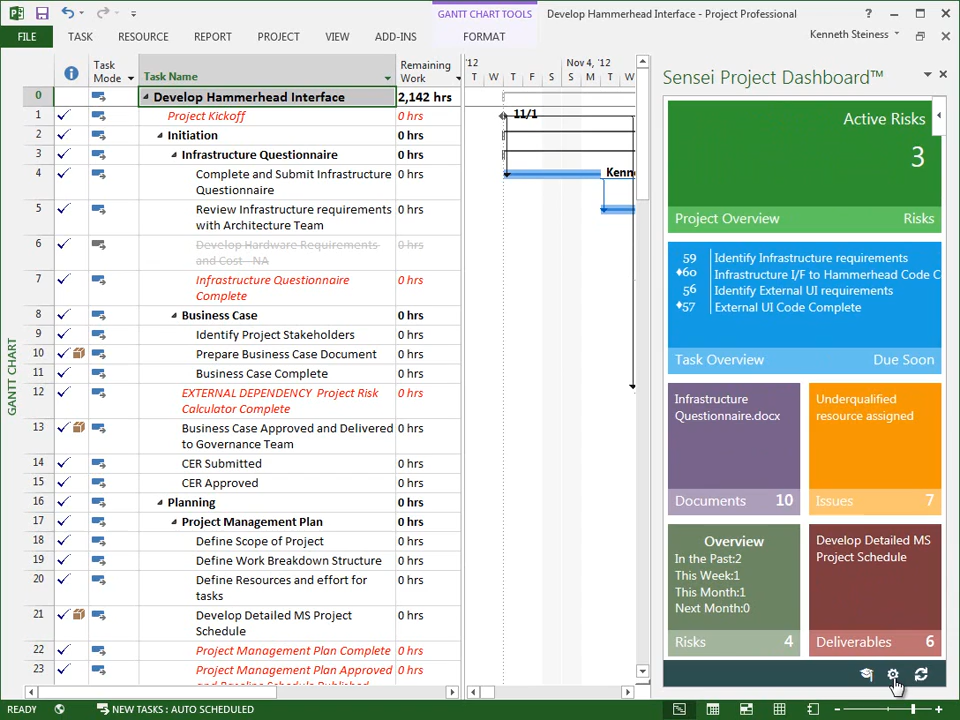 GANTT CHART TOOLS
Develop Hammerhead Interface - Project Professional
FILE
TASK
RESOURCE
REPORT
PROJECT
VIEW
ADD-INS
FORMAT
Kenneth Steiness
Task Mode
Task Name
Remaining Work
'12
Nov 4, '12
T W T F S S M T W
0 Develop Hammerhead Interface 2,142 hrs
1 Project Kickoff 0 hrs
11/1
2 Initiation 0 hrs
3 Infrastructure Questionnaire 0 hrs
4 Complete and Submit Infrastructure 0 hrs
Questionnaire
Kenne
5 Review Infrastructure requirements 0 hrs
with Architecture Team
6 Develop Hardware Requirements 0 hrs
and Cost - NA
7 Infrastructure Questionnaire 0 hrs
Complete
8 Business Case 0 hrs
9 Identify Project Stakeholders 0 hrs
10 Prepare Business Case Document 0 hrs
11 Business Case Complete 0 hrs
12 EXTERNAL DEPENDENCY Project Risk 0 hrs
Calculator Complete
13 Business Case Approved and Delivered 0 hrs
to Governance Team
14 CER Submitted 0 hrs
15 CER Approved 0 hrs
16 Planning 0 hrs
17 Project Management Plan 0 hrs
18 Define Scope of Project 0 hrs
19 Define Work Breakdown Structure 0 hrs
20 Define Resources and effort for 0 hrs
tasks
21 Develop Detailed MS Project 0 hrs
Schedule
22 Project Management Plan Complete 0 hrs
23 Project Management Plan Approved 0 hrs
and Baseline Schedule Published
GANTT CHART
Sensei Project Dashboard™
Active Risks
3
Project Overview Risks
59 Identify Infrastructure requirements
60 Infrastructure I/F to Hammerhead Code C
56 Identify External UI requirements
57 External UI Code Complete
Task Overview Due Soon
Infrastructure
Questionnaire.docx
Documents 10
Underqualified
resource assigned
Issues 7
Overview
In the Past:2
This Week:1
This Month:1
Next Month:0
Risks 4
Develop Detailed MS
Project Schedule
Deliverables 6
READY
NEW TASKS : AUTO SCHEDULED